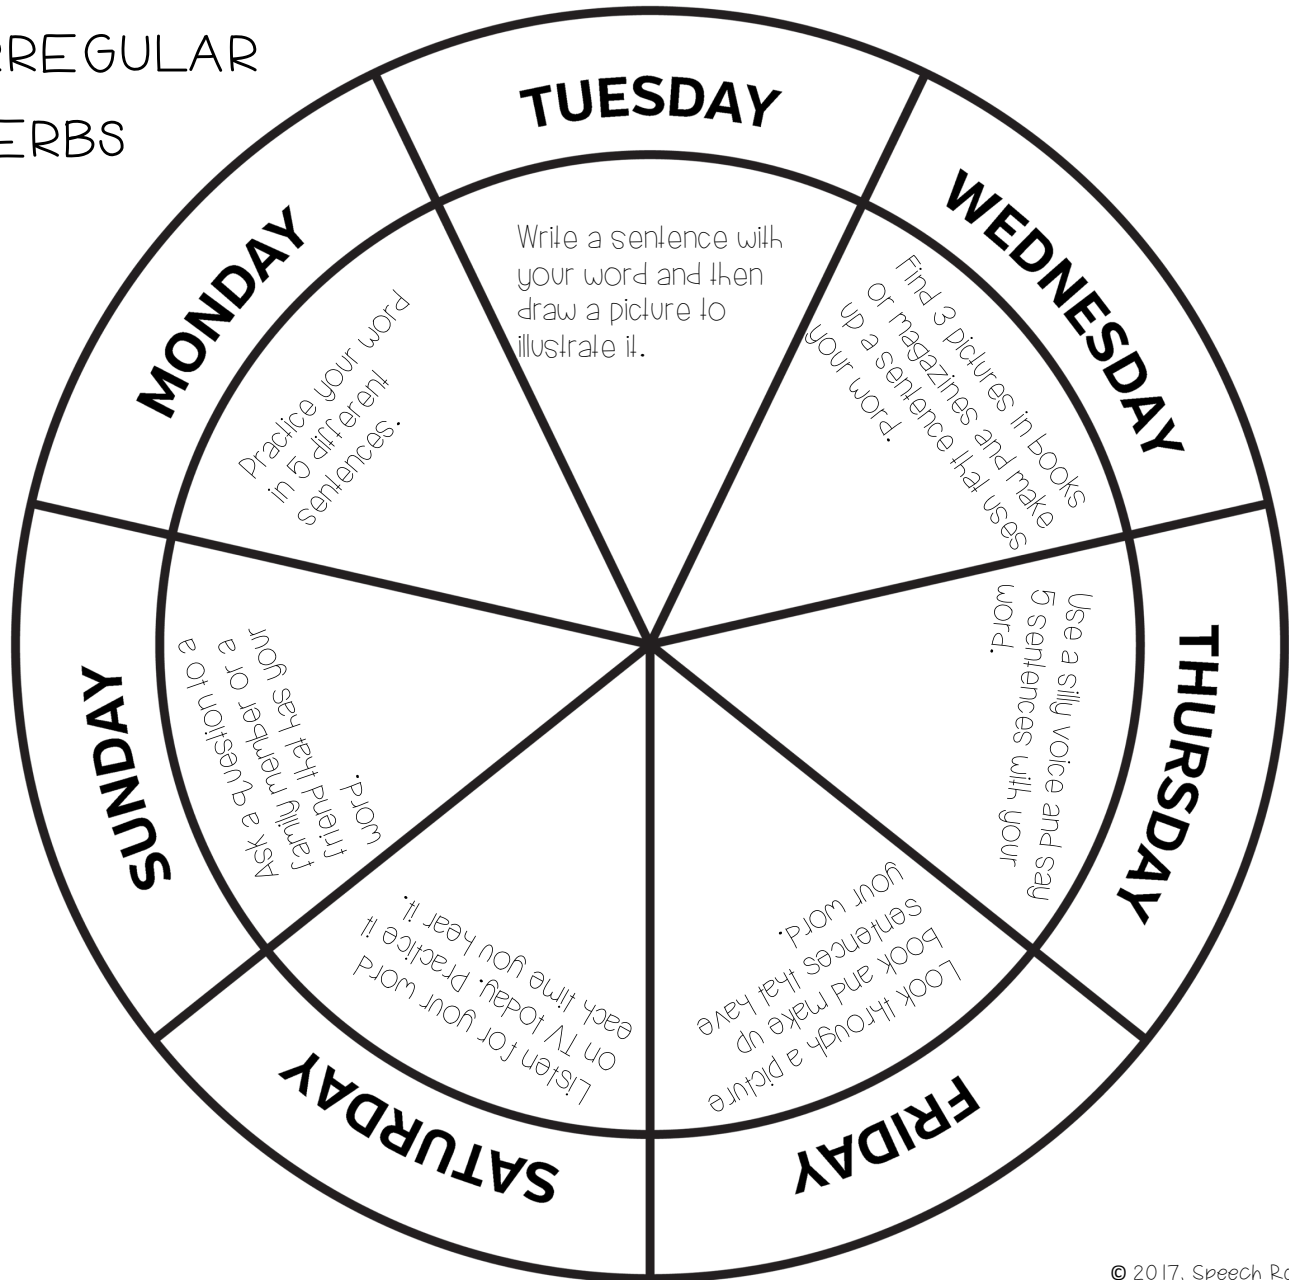 RREGULAR
ERBS
MONDAY
Practice your word
in 5 different
sentences.
TUESDAY
Write a sentence with
your word and then
draw a picture to
illustrate it.
WEDNESDAY
Find 3 pictures in books
or magazines and make
up a sentence that uses
your word.
THURSDAY
Use a silly voice and say
5 sentences with your
word.
FRIDAY
Look through a picture
book and make up
sentences that have
your word.
SATURDAY
Listen for your word
on TV today. Practice it
each time you hear it.
SUNDAY
Ask a question to a
family member or a
friend that has your
word.
© 2017. Speech Ro